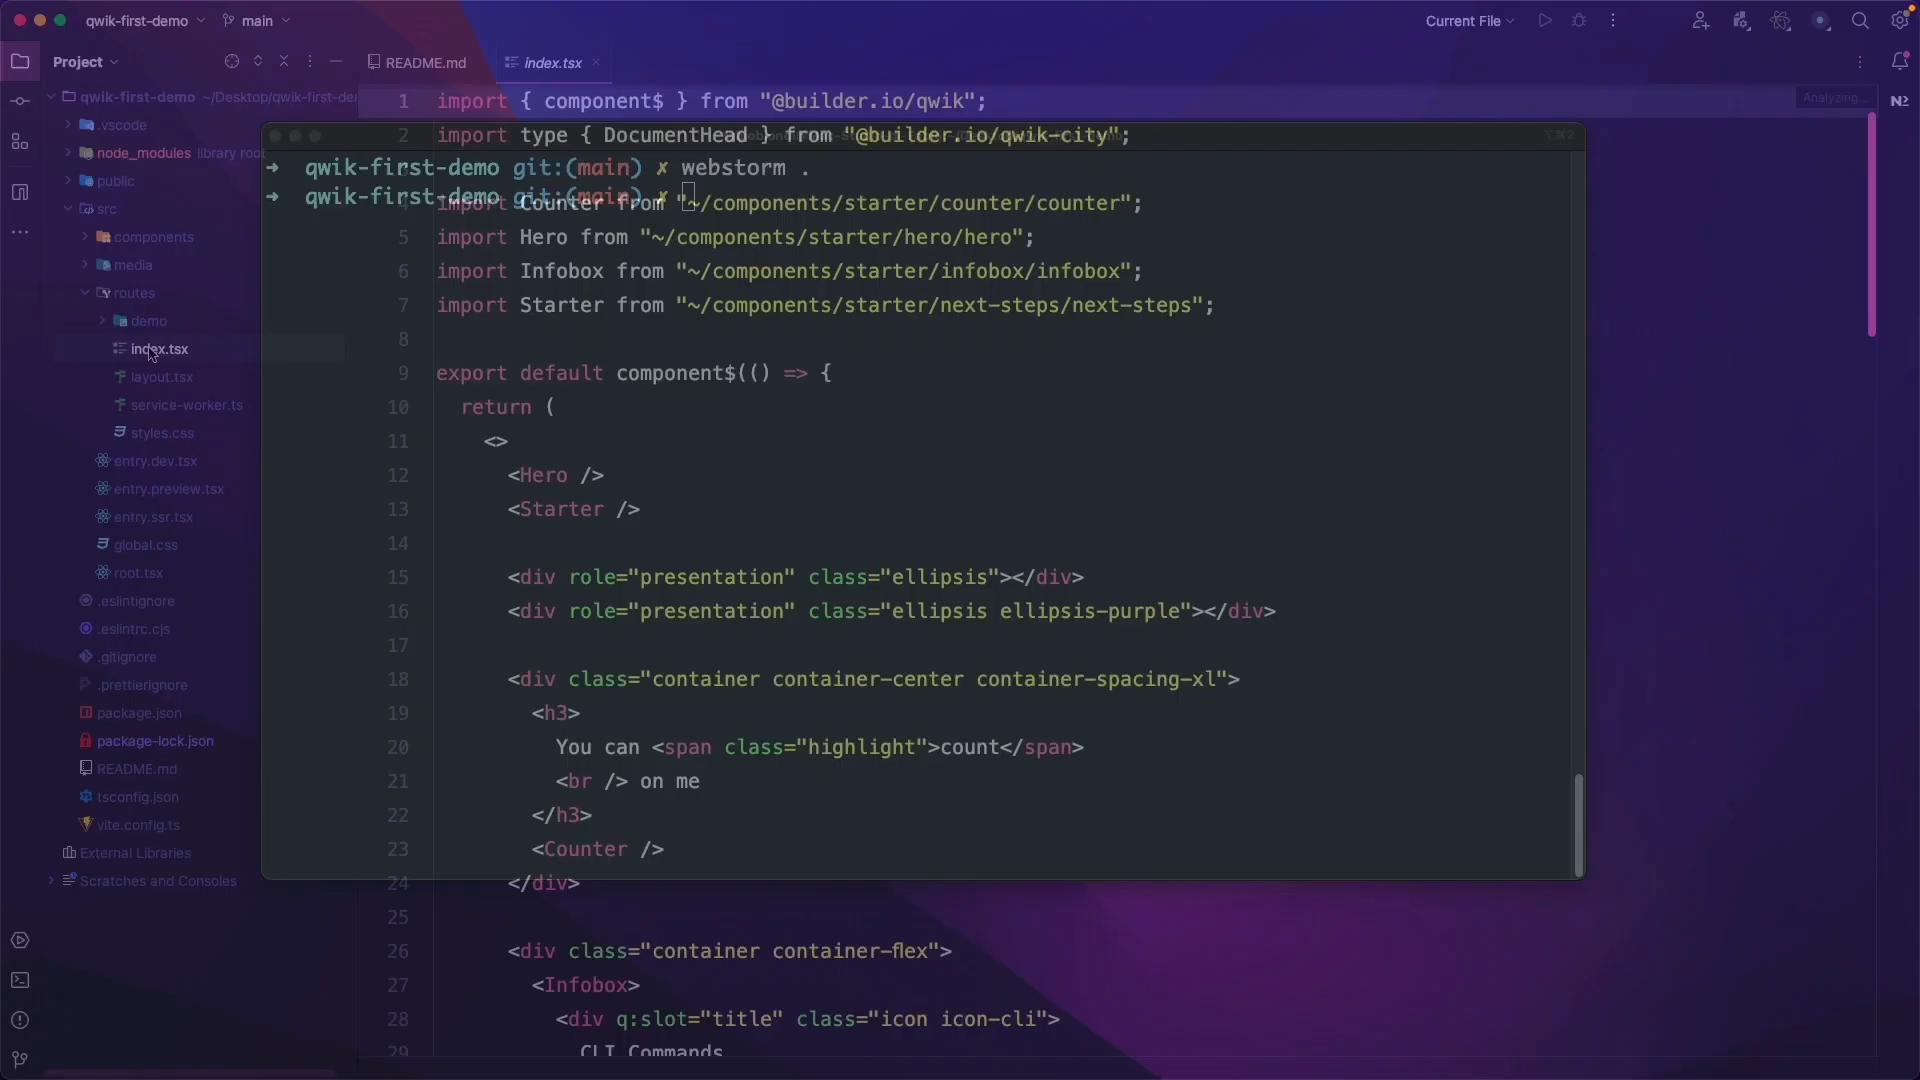 qwik-first-demo
main
Current File
Project
README.md
index.tsx
qwik-first-demo ~/Desktop/qwik-first-der
.vscode
node_modules library root
public
src
components
media
routes
demo
index.tsx
layout.tsx
service-worker.ts
styles.css
entry.dev.tsx
entry.preview.tsx
entry.ssr.tsx
global.css
root.tsx
.eslintignore
.eslintrc.cjs
.gitignore
.prettierignore
package.json
package-lock.json
README.md
tsconfig.json
vite.config.ts
External Libraries
Scratches and Consoles
Analyzing...
1 import { component$ } from "@builder.io/qwik";
2 import type { DocumentHead } from "@builder.io/qwik-city";
➜ qwik-first-demo git:(main) ✗ webstorm .
➜ qwik-first-demo git:(main) ✗
import Counter from "~/components/starter/counter/counter";
5 import Hero from "~/components/starter/hero/hero";
6 import Infobox from "~/components/starter/infobox/infobox";
7 import Starter from "~/components/starter/next-steps/next-steps";
8
9 export default component$(() => {
10 return (
11 <>
12 <Hero />
13 <Starter />
14
15 <div role="presentation" class="ellipsis"></div>
16 <div role="presentation" class="ellipsis ellipsis-purple"></div>
17
18 <div class="container container-center container-spacing-xl">
19 <h3>
20 You can <span class="highlight">count</span>
21 <br /> on me
22 </h3>
23 <Counter />
24 </div>
25
26 <div class="container container-flex">
27 <Infobox>
28 <div q:slot="title" class="icon icon-cli">
29 CLI Commands
⌥⌘2
N2